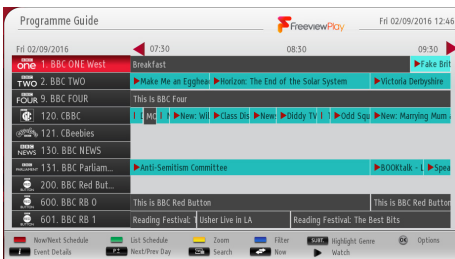 Programme Guide
FreeviewPlay
Fri 02/09/2016 12:46
Fri 02/09/2016 07:30 08:30 09:30
one 1. BBC ONE West Breakfast Fake Brit
TWO 2. BBC TWO Make Me an Egghea Horizon: The End of the Solar System Victoria Derbyshire
FOUR 9. BBC FOUR This Is BBC Four
120. CBBC MC New: Wil Class Dis New: Diddy TV Odd Squ New: Marrying Mum
121. CBeebies
NEWS 130. BBC NEWS
PARLIAMENT 131. BBC Parliam... Anti-Semitism Committee BOOKtalk - L Spea
BUTTON 200. BBC Red But...
BUTTON 600. BBC RB 0 This is BBC Red Button This is BBC Red Button
BUTTON 601. BBC RB 1 Reading Festival: T Usher Live in LA Reading Festival: The Best Bits
Now/Next Schedule List Schedule Zoom Filter Highlight Genre Options
i Event Details P+ Next/Prev Day Search Now Watch